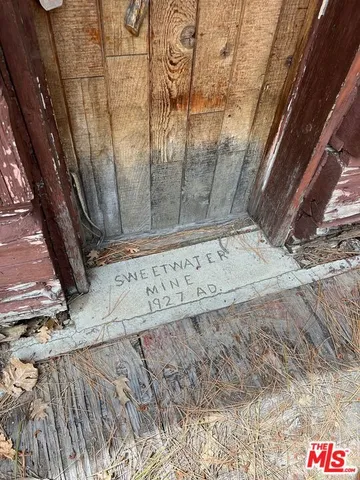 SWEETWATER
MINE
1927 AD.
THE
MLS